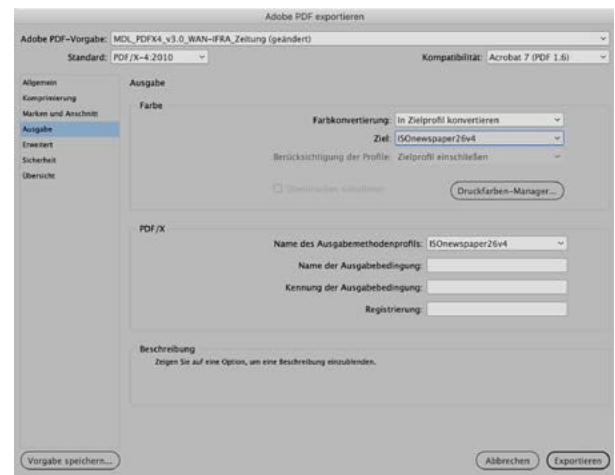 Adobe PDF exportieren
Adobe PDF-Vorgabe: MDL_PDFX4_v3.0_WAN-IFRA_Zeitung (geändert)
Standard: PDF/X-4:2010 Kompatibilität: Acrobat 7 (PDF 1.6)
Allgemein
Komprimierung
Marken und Anschnitt
Ausgabe
Erweitert
Sicherheit
Übersicht
Ausgabe
Farbe
Farbkonvertierung: In Zielprofil konvertieren
Ziel: ISOnewspaper26v4
Berücksichtigung der Profile: Zielprofil einschließen
Druckfarben-Manager...
PDF/X
Name des Ausgabemethodenprofils: ISOnewspaper26v4
Name der Ausgabebedingung:
Kennung der Ausgabebedingung:
Registrierung:
Beschreibung
Zeigen Sie auf eine Option, um eine Beschreibung einzublenden.
Vorgabe speichern... Abbrechen Exportieren